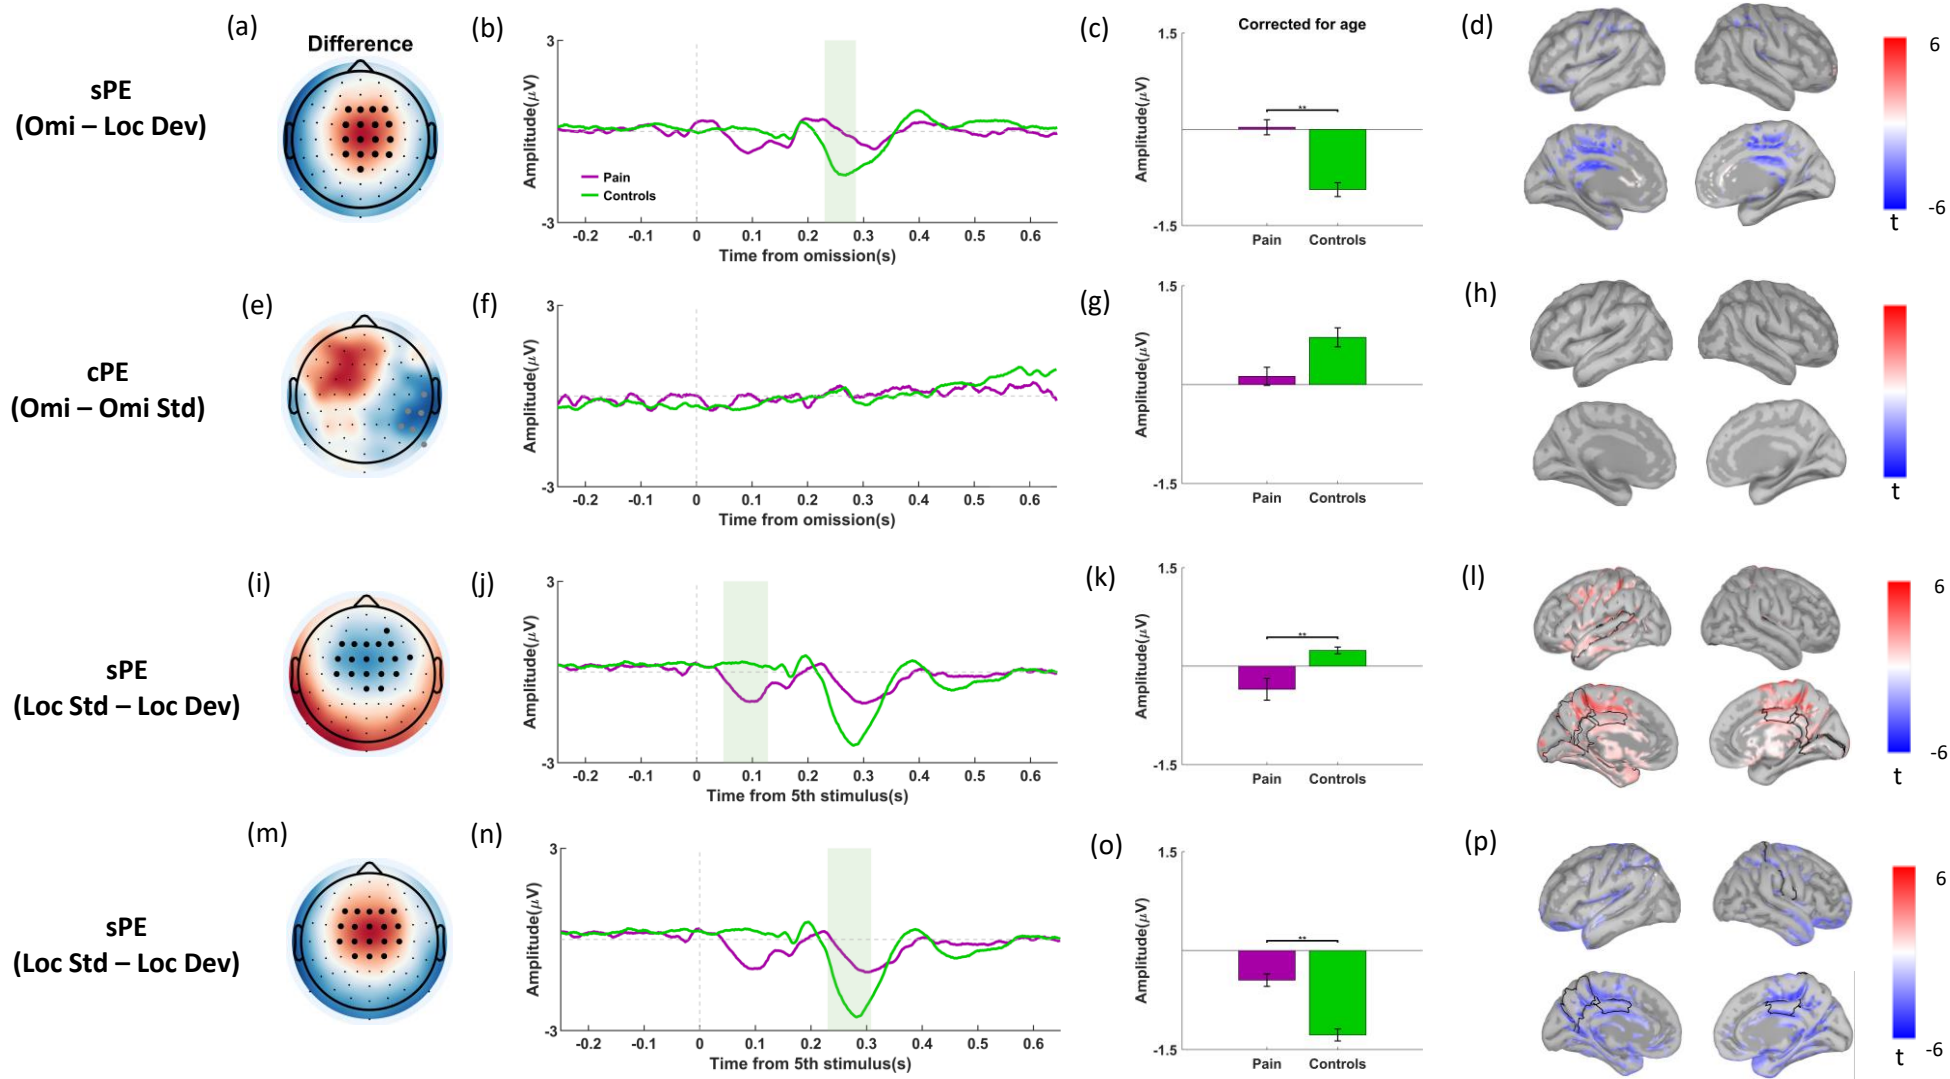 (a)
(b)
(c)
(d)
Difference
Corrected for age
sPE
(Omi – Loc Dev)
3
Amplitude(μV)
-3
Pain
Controls
-0.2 -0.1 0 0.1 0.2 0.3 0.4 0.5 0.6
Time from omission(s)
1.5
Amplitude(μV)
-1.5
**
Pain Controls
6
-6
t
(e)
(f)
(g)
(h)
cPE
(Omi – Omi Std)
3
Amplitude(μV)
-3
-0.2 -0.1 0 0.1 0.2 0.3 0.4 0.5 0.6
Time from omission(s)
1.5
Amplitude(μV)
-1.5
Pain Controls
t
(i)
(j)
(k)
(l)
sPE
(Loc Std – Loc Dev)
3
Amplitude(μV)
-3
-0.2 -0.1 0 0.1 0.2 0.3 0.4 0.5 0.6
Time from 5th stimulus(s)
1.5
Amplitude(μV)
-1.5
**
Pain Controls
6
-6
t
(m)
(n)
(o)
(p)
sPE
(Loc Std – Loc Dev)
3
Amplitude(μV)
-3
-0.2 -0.1 0 0.1 0.2 0.3 0.4 0.5 0.6
Time from 5th stimulus(s)
1.5
Amplitude(μV)
-1.5
**
Pain Controls
6
-6
t